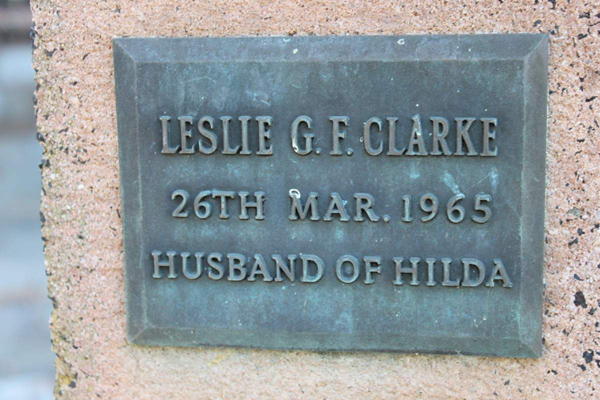 LESLIE G. F. CLARKE
26TH MAR. 1965
HUSBAND OF HILDA